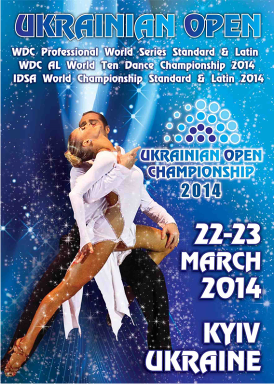 Ukrainian Open
WDC Professional World Series Standard & Latin
WDC AL World Ten Dance Championship 2014
IDSA World Championship Standard & Latin 2014
UKRAINIAN OPEN
CHAMPIONSHIP
2014
22-23
MARCH
2014
KYIV
UKRAINE